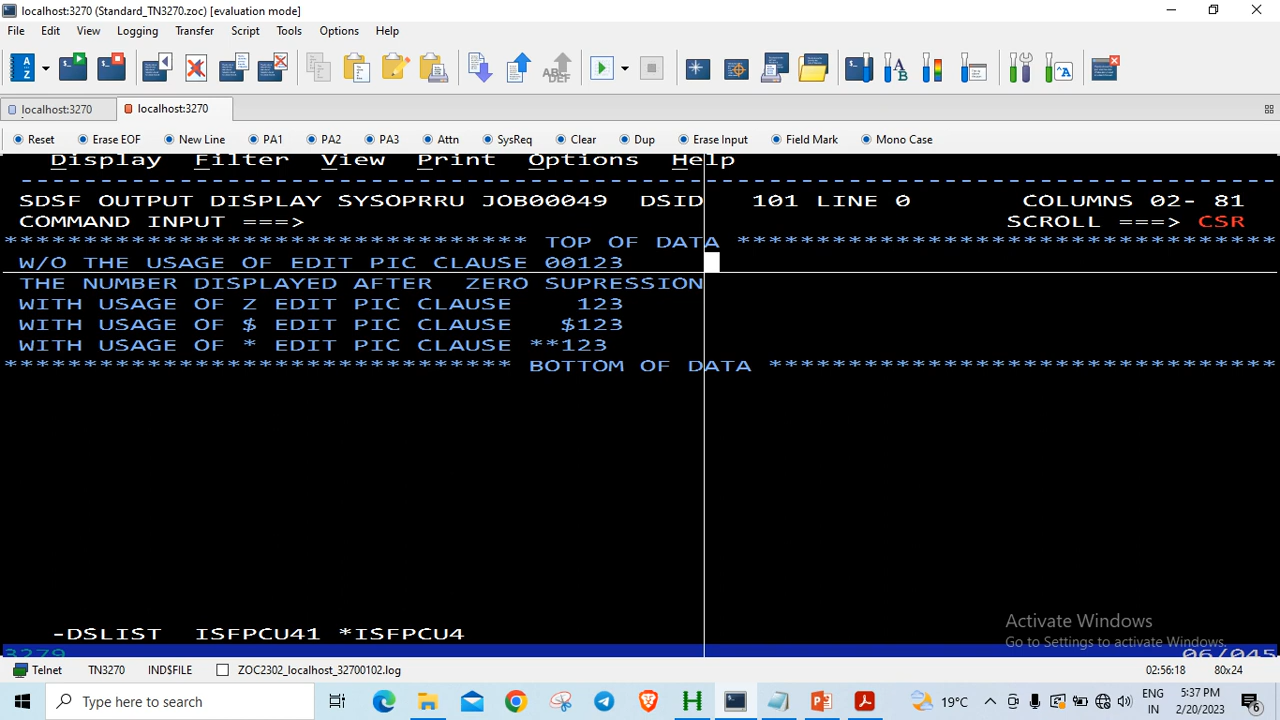 localhost:3270 (Standard_TN3270.zoc) [evaluation mode]
File Edit View Logging Transfer Script Tools Options Help
localhost:3270 localhost:3270
Reset Erase EOF New Line PA1 PA2 PA3 Attn SysReq Clear Dup Erase Input Field Mark Mono Case
Display Filter View Print Options Help
--------------------------------------------------------------------------------
SDSF OUTPUT DISPLAY SYSOPRRU JOB00049 DSID 101 LINE 0 COLUMNS 02- 81
COMMAND INPUT ===> SCROLL ===> CSR
********************************* TOP OF DATA **********************************
W/O THE USAGE OF EDIT PIC CLAUSE 00123
THE NUMBER DISPLAYED AFTER ZERO SUPRESSION
WITH USAGE OF Z EDIT PIC CLAUSE 123
WITH USAGE OF $ EDIT PIC CLAUSE $123
WITH USAGE OF * EDIT PIC CLAUSE **123
******************************** BOTTOM OF DATA ********************************
-DSLIST ISFPCU41 *ISFPCU4
Activate Windows
Go to Settings to activate Windows.
3270 06/045
Telnet TN3270 IND$FILE ZOC2302_localhost_32700102.log 02:56:18 80x24
Type here to search 19°C ENG IN 5:37 PM 2/20/2023 6